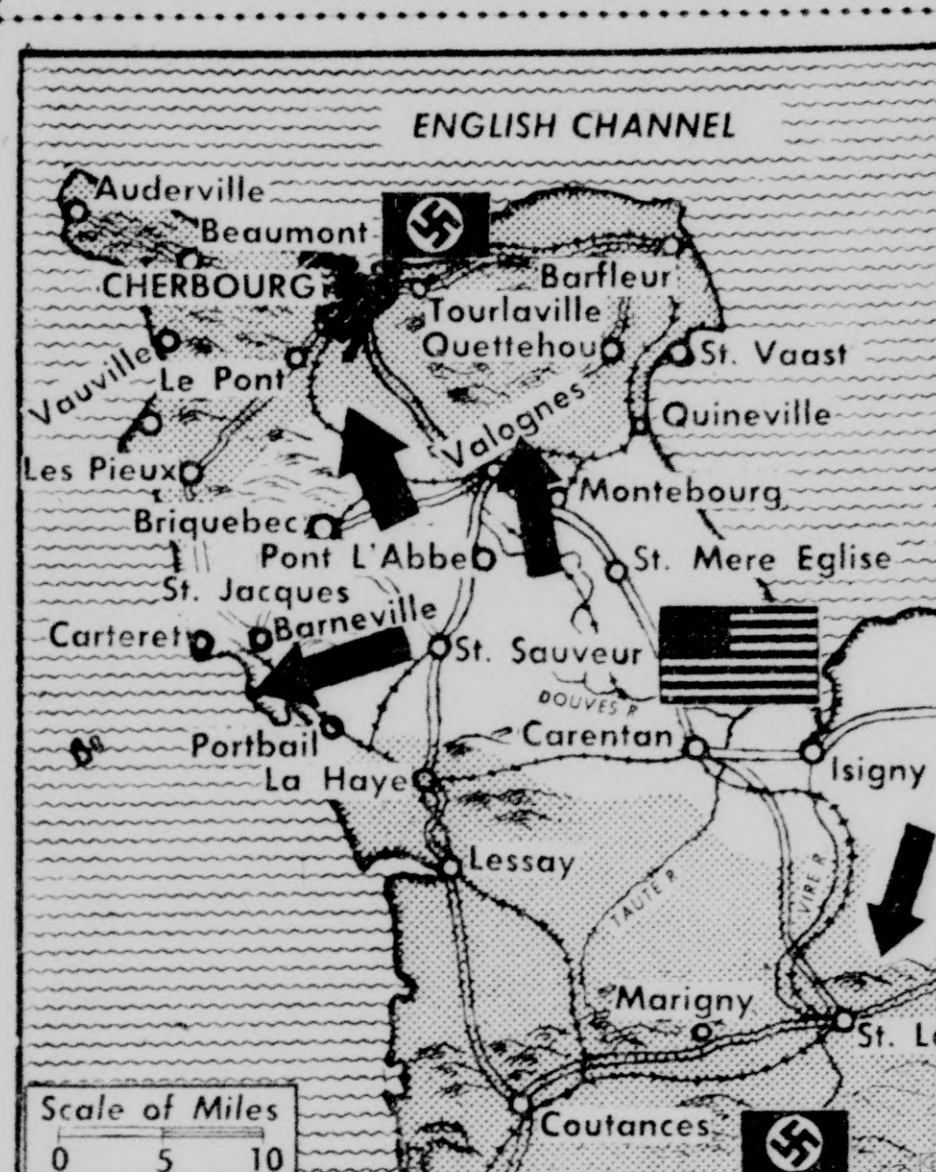 ENGLISH CHANNEL
Auderville
Beaumont
CHERBOURG
Barfleur
Tourlaville
Quettehou
St. Vaast
Vauville
Le Pont
Valognes
Quineville
Les Pieux
Montebourg
Briquebec
Pont L'Abbe
St. Mere Eglise
St. Jacques
Barneville
Carteret
St. Sauveur
DOUVES R
Portbail
Carentan
La Haye
Isigny
Lessay
TAUTE R
VIRE R
Marigny
St. L
Coutances
Scale of Miles
0 5 10